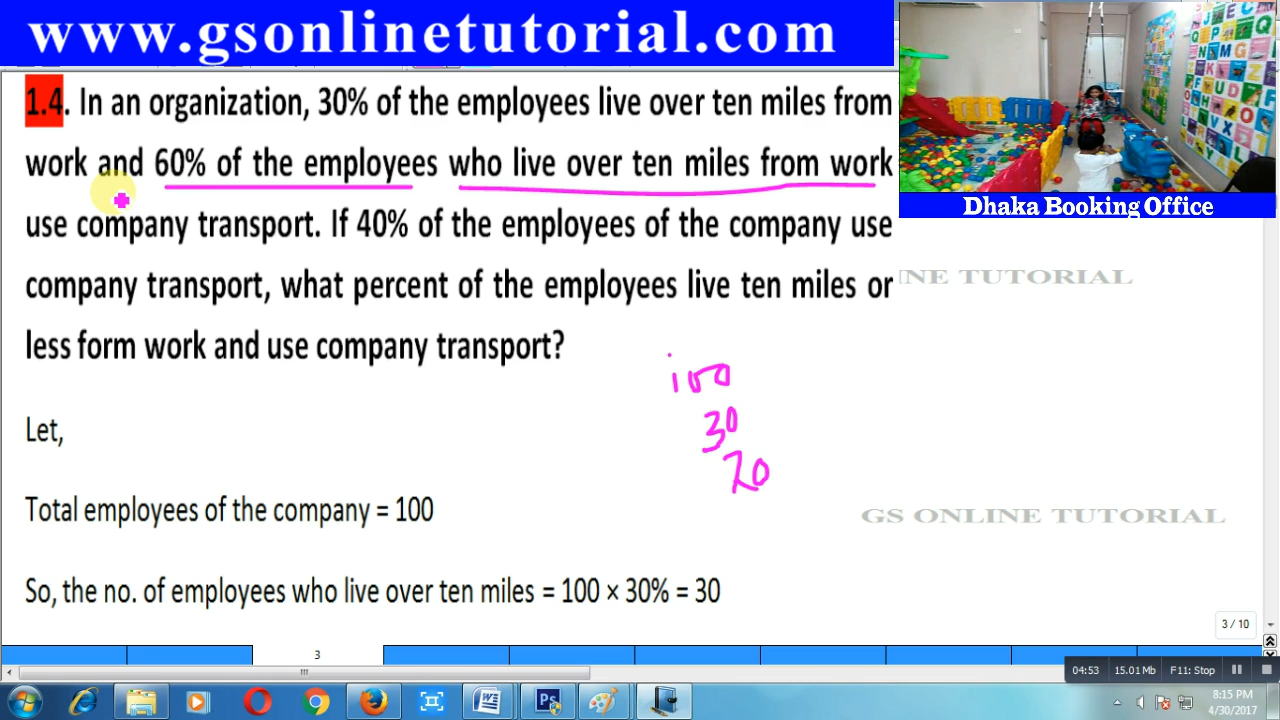 www.gsonlinetutorial.com
1.4. In an organization, 30% of the employees live over ten miles from
work and 60% of the employees who live over ten miles from work
use company transport. If 40% of the employees of the company use
company transport, what percent of the employees live ten miles or
less form work and use company transport?
Dhaka Booking Office
INE TUTORIAL
100
30
70
Let,
Total employees of the company = 100
GS ONLINE TUTORIAL
So, the no. of employees who live over ten miles = 100 × 30% = 30
3 / 10
3
04:53 15.01 Mb F11: Stop
8:15 PM
4/30/2017